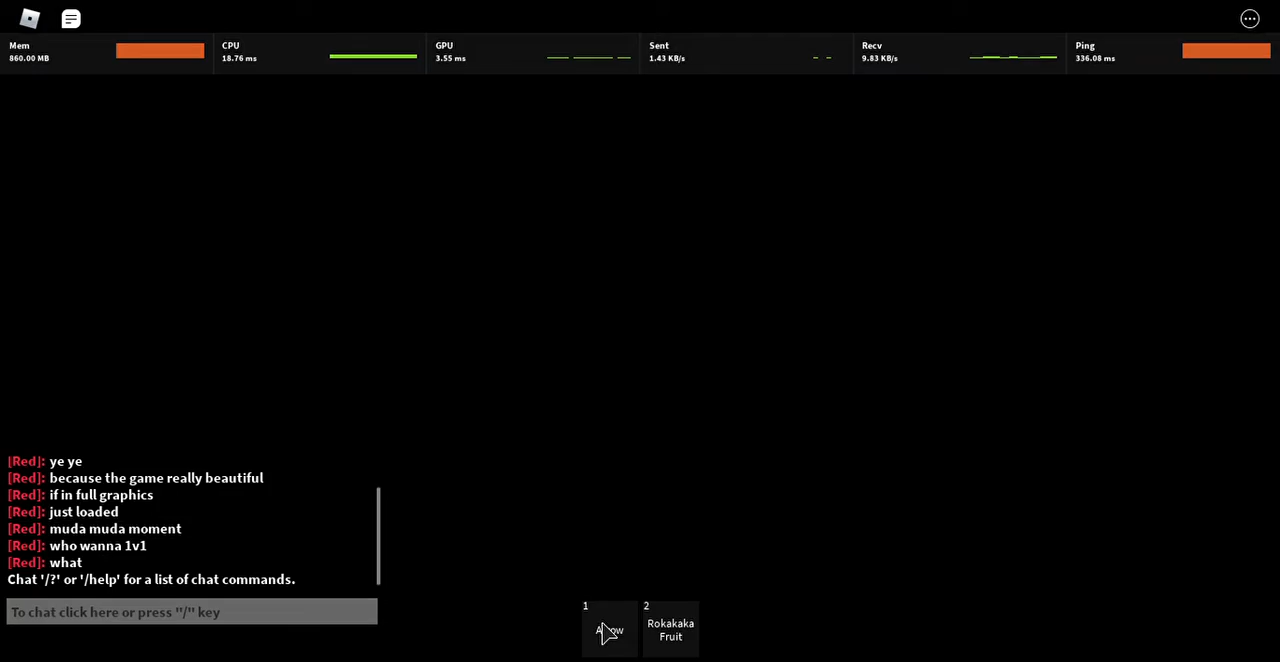 Mem
860.00 MB
CPU
18.76 ms
GPU
3.55 ms
Sent
1.43 KB/s
Recv
9.83 KB/s
Ping
336.08 ms
[Red]: ye ye
[Red]: because the game really beautiful
[Red]: if in full graphics
[Red]: just loaded
[Red]: muda muda moment
[Red]: who wanna 1v1
[Red]: what
Chat '/?' or '/help' for a list of chat commands.
To chat click here or press "/" key
1
2
Rokakaka
Fruit